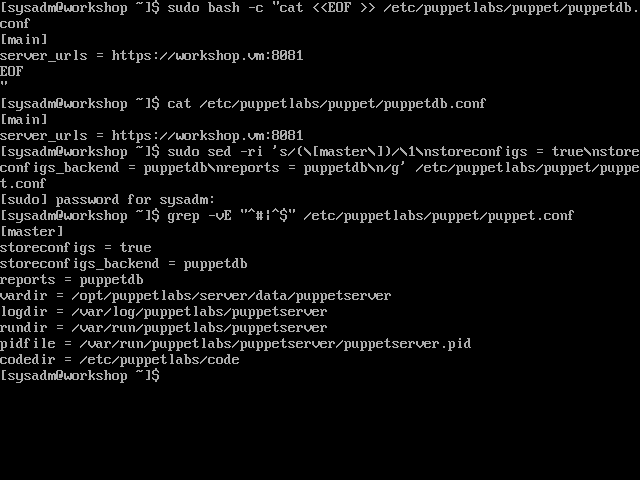 [sysadm@workshop ~]$ sudo bash -c "cat <<EOF >> /etc/puppetlabs/puppet/puppetdb.
conf
[main]
server_urls = https://workshop.vm:8081
EOF
"
[sysadm@workshop ~]$ cat /etc/puppetlabs/puppet/puppetdb.conf
[main]
server_urls = https://workshop.vm:8081
[sysadm@workshop ~]$ sudo sed -ri 's/(\[master\])/\1\nstoreconfigs = true\nstore
configs_backend = puppetdb\nreports = puppetdb\n/g' /etc/puppetlabs/puppet/puppe
t.conf
[sudo] password for sysadm:
[sysadm@workshop ~]$ grep -vE "^#|^$" /etc/puppetlabs/puppet/puppet.conf
[master]
storeconfigs = true
storeconfigs_backend = puppetdb
reports = puppetdb
vardir = /opt/puppetlabs/server/data/puppetserver
logdir = /var/log/puppetlabs/puppetserver
rundir = /var/run/puppetlabs/puppetserver
pidfile = /var/run/puppetlabs/puppetserver/puppetserver.pid
codedir = /etc/puppetlabs/code
[sysadm@workshop ~]$